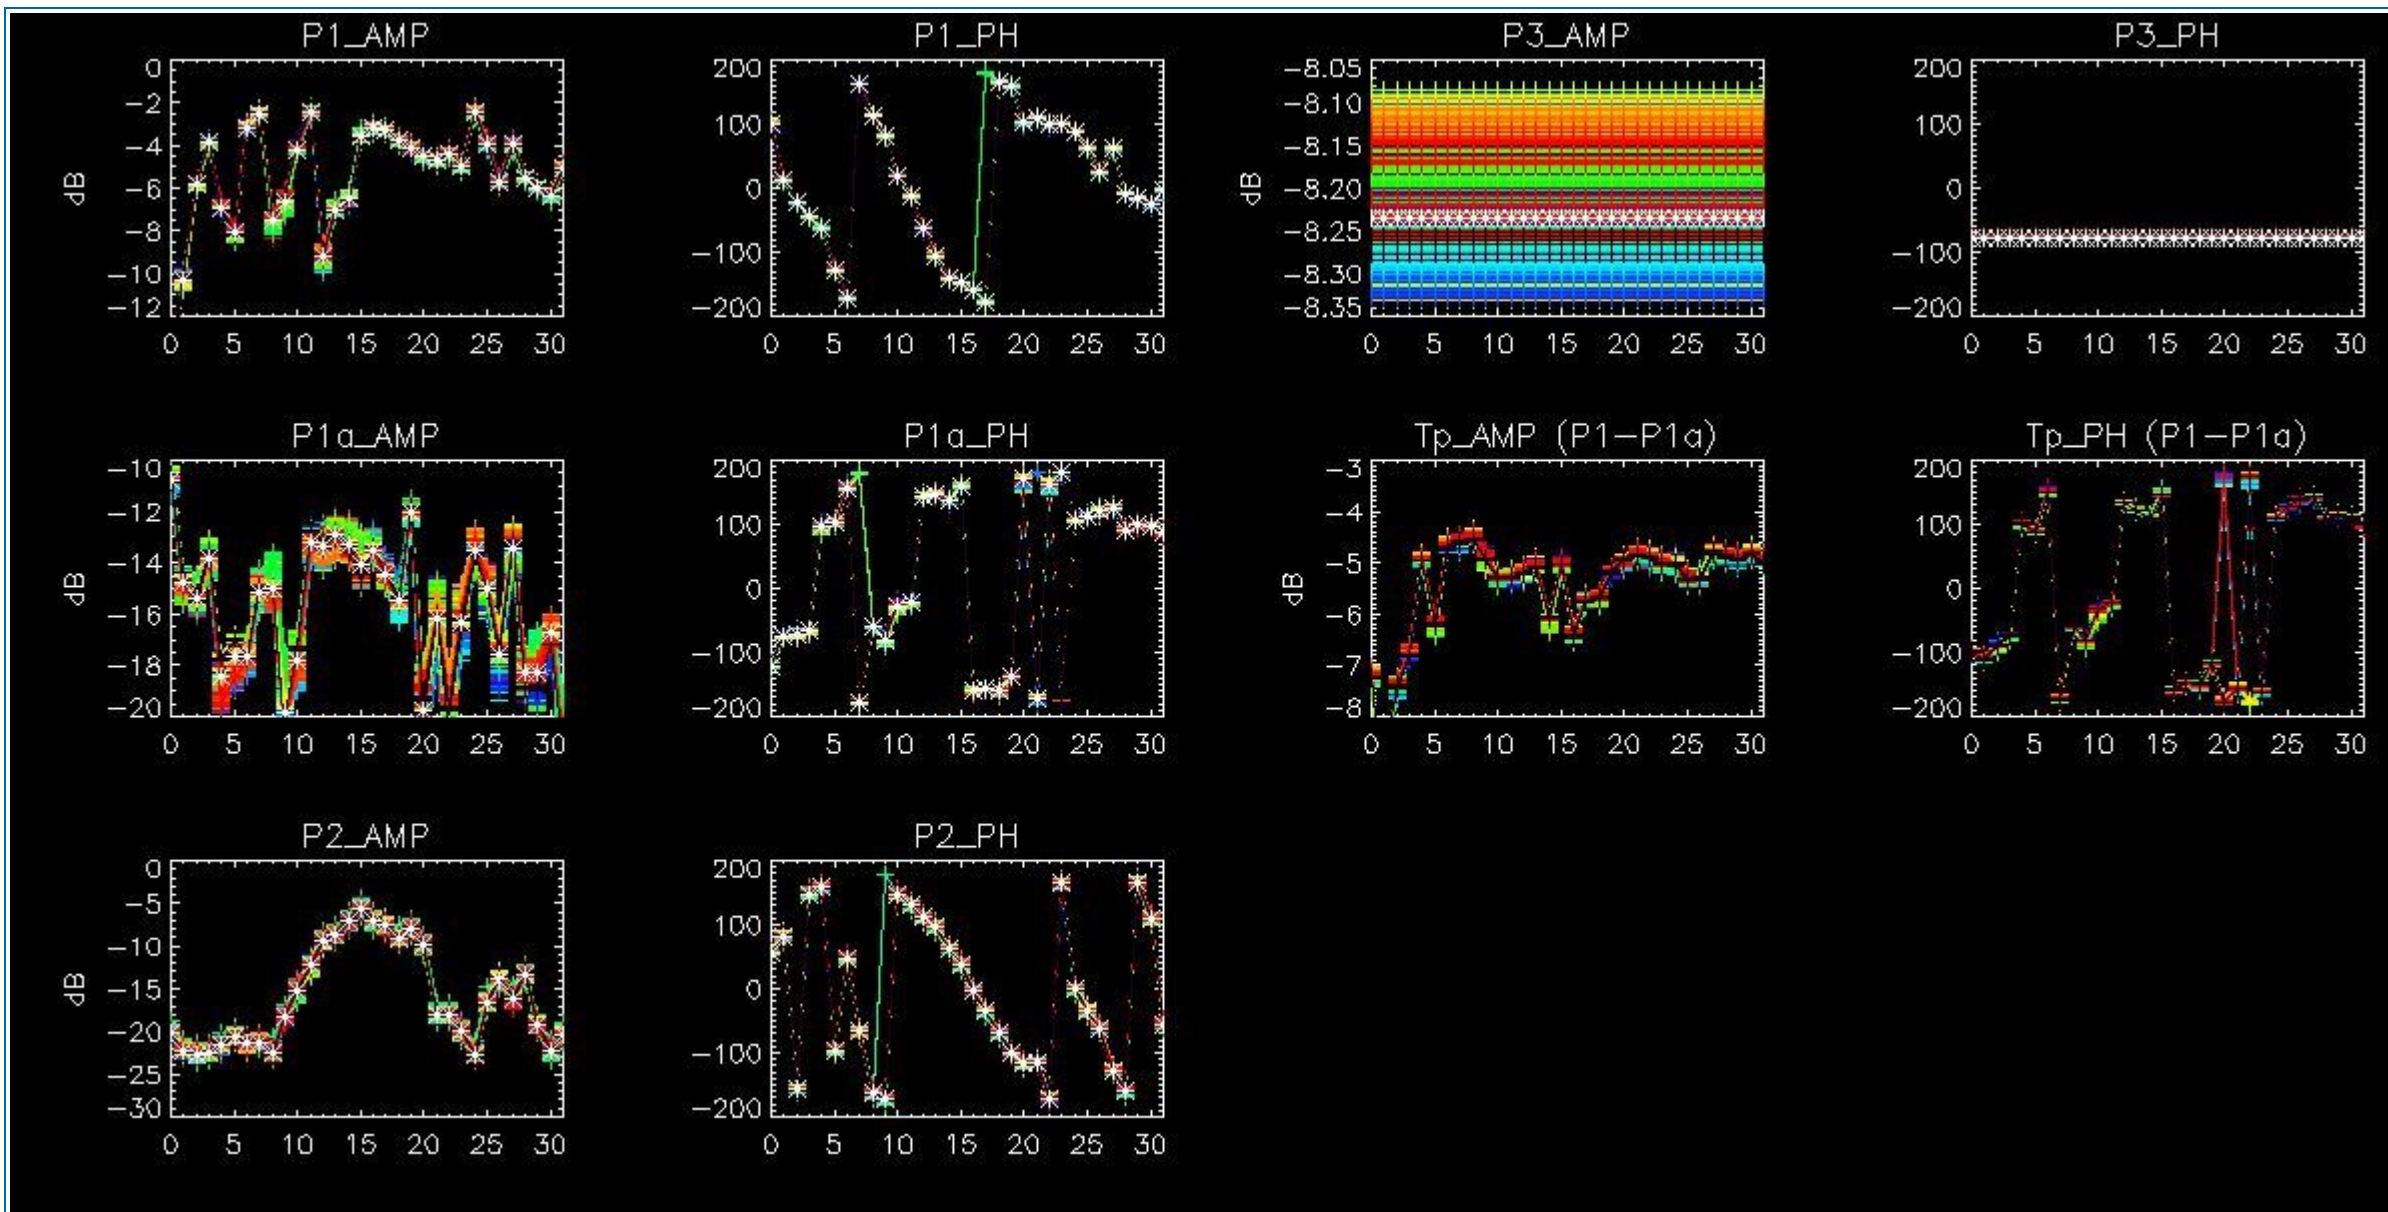 P1_AMP
0
−2
−4
−6
−8
−10
−12
dB
0 5 10 15 20 25 30
P1_PH
200
100
0
−100
−200
0 5 10 15 20 25 30
P3_AMP
−8.05
−8.10
−8.15
−8.20
−8.25
−8.30
−8.35
dB
0 5 10 15 20 25 30
P3_PH
200
100
0
−100
−200
0 5 10 15 20 25 30
P1a_AMP
−10
−12
−14
−16
−18
−20
dB
0 5 10 15 20 25 30
P1a_PH
200
100
0
−100
−200
0 5 10 15 20 25 30
Tp_AMP (P1−P1a)
−3
−4
−5
−6
−7
−8
dB
0 5 10 15 20 25 30
Tp_PH (P1−P1a)
200
100
0
−100
−200
0 5 10 15 20 25 30
P2_AMP
0
−5
−10
−15
−20
−25
−30
dB
0 5 10 15 20 25 30
P2_PH
200
100
0
−100
−200
0 5 10 15 20 25 30